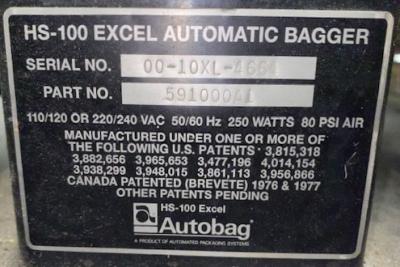 HS-100 EXCEL AUTOMATIC BAGGER
SERIAL NO. 00-10XL-4661
PART NO. 591000A1
110/120 OR 220/240 VAC 50/60 Hz 250 WATTS 80 PSI AIR
MANUFACTURED UNDER ONE OR MORE OF
THE FOLLOWING U.S. PATENTS 3,815,318
3,882,656 3,965,653 3,477,196 4,014,154
3,938,299 3,948,015 3,861,113 3,956,866
CANADA PATENTED (BREVETE) 1976 & 1977
OTHER PATENTS PENDING
HS-100 Excel
Autobag
A PRODUCT OF AUTOMATED PACKAGING SYSTEMS